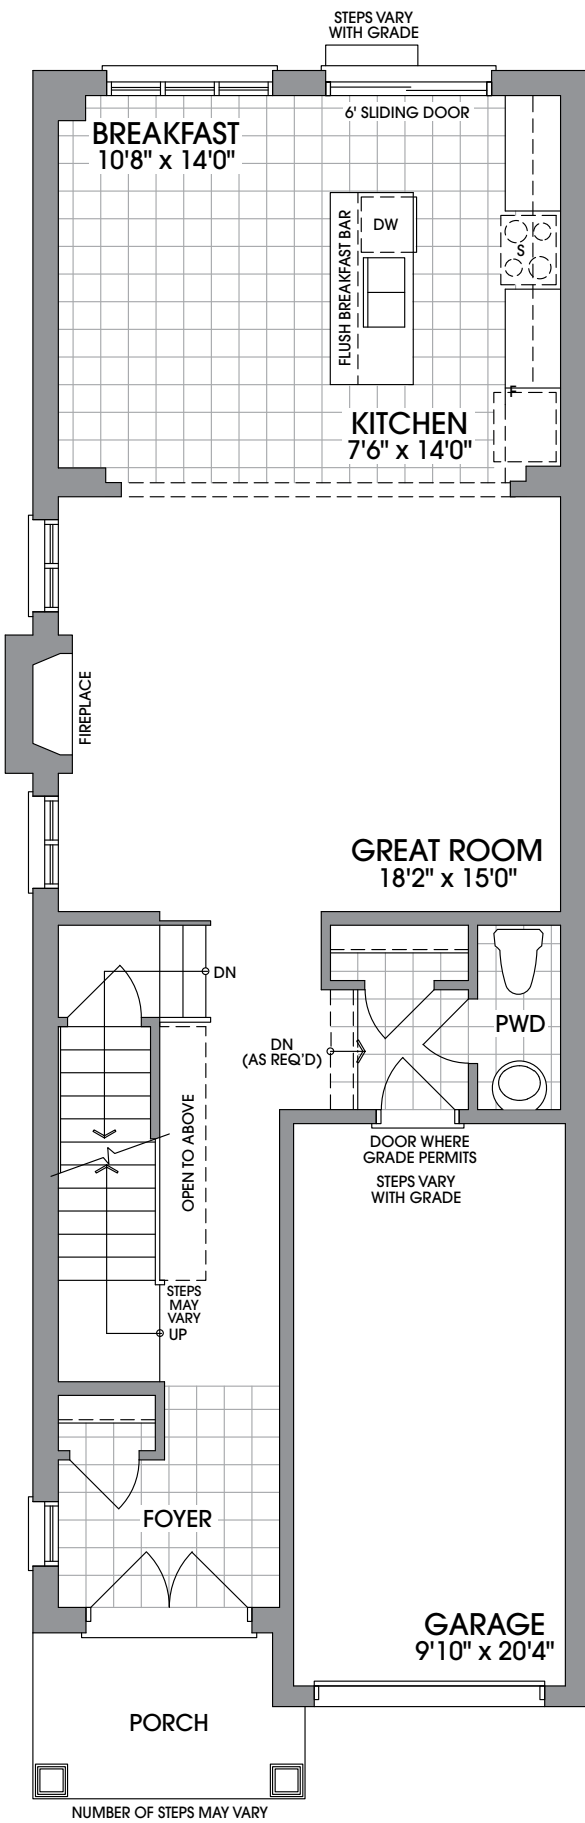 STEPS VARY
WITH GRADE
6' SLIDING DOOR
BREAKFAST
10'8" x 14'0"
DW
FLUSH BREAKFAST BAR
S
F
KITCHEN
7'6" x 14'0"
FIREPLACE
GREAT ROOM
18'2" x 15'0"
DN
PWD
DN
(AS REQ'D)
OPEN TO ABOVE
DOOR WHERE
GRADE PERMITS
STEPS VARY
WITH GRADE
STEPS
MAY
VARY
UP
FOYER
GARAGE
9'10" x 20'4"
PORCH
NUMBER OF STEPS MAY VARY